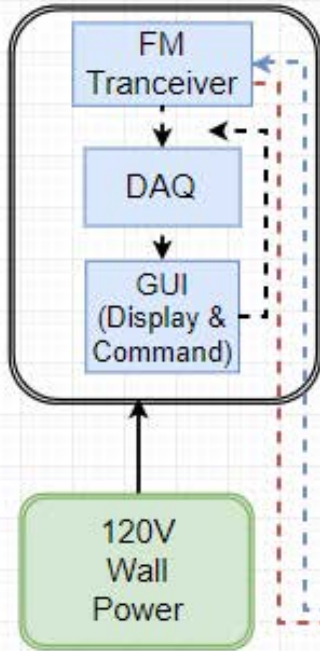 FM
Tranceiver
DAQ
GUI
(Display &
Command)
120V
Wall
Power